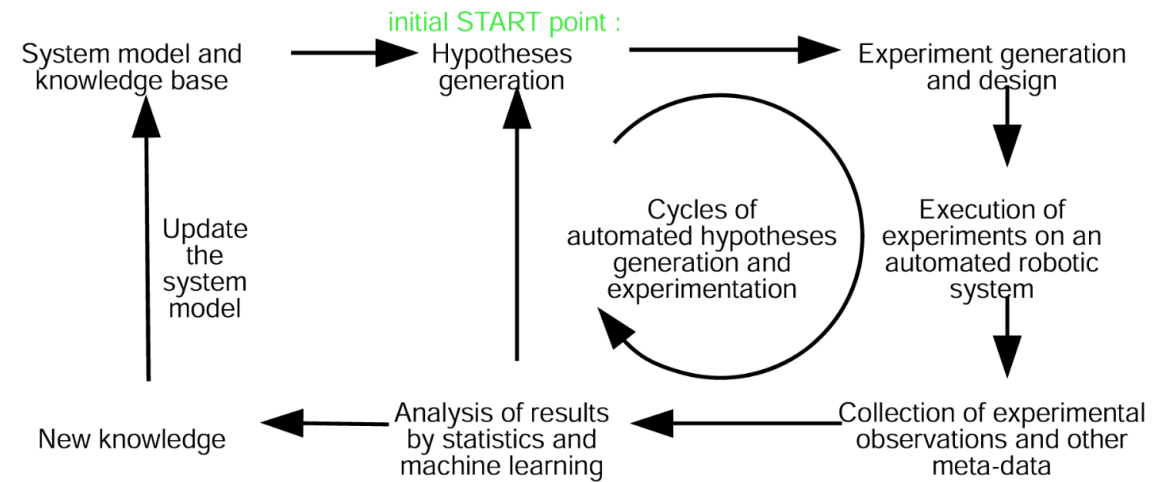 initial START point :
System model and
knowledge base
Hypotheses
generation
Experiment generation
and design
Update
the
system
model
Cycles of
automated hypotheses
generation and
experimentation
Execution of
experiments on an
automated robotic
system
New knowledge
Analysis of results
by statistics and
machine learning
Collection of experimental
observations and other
meta-data